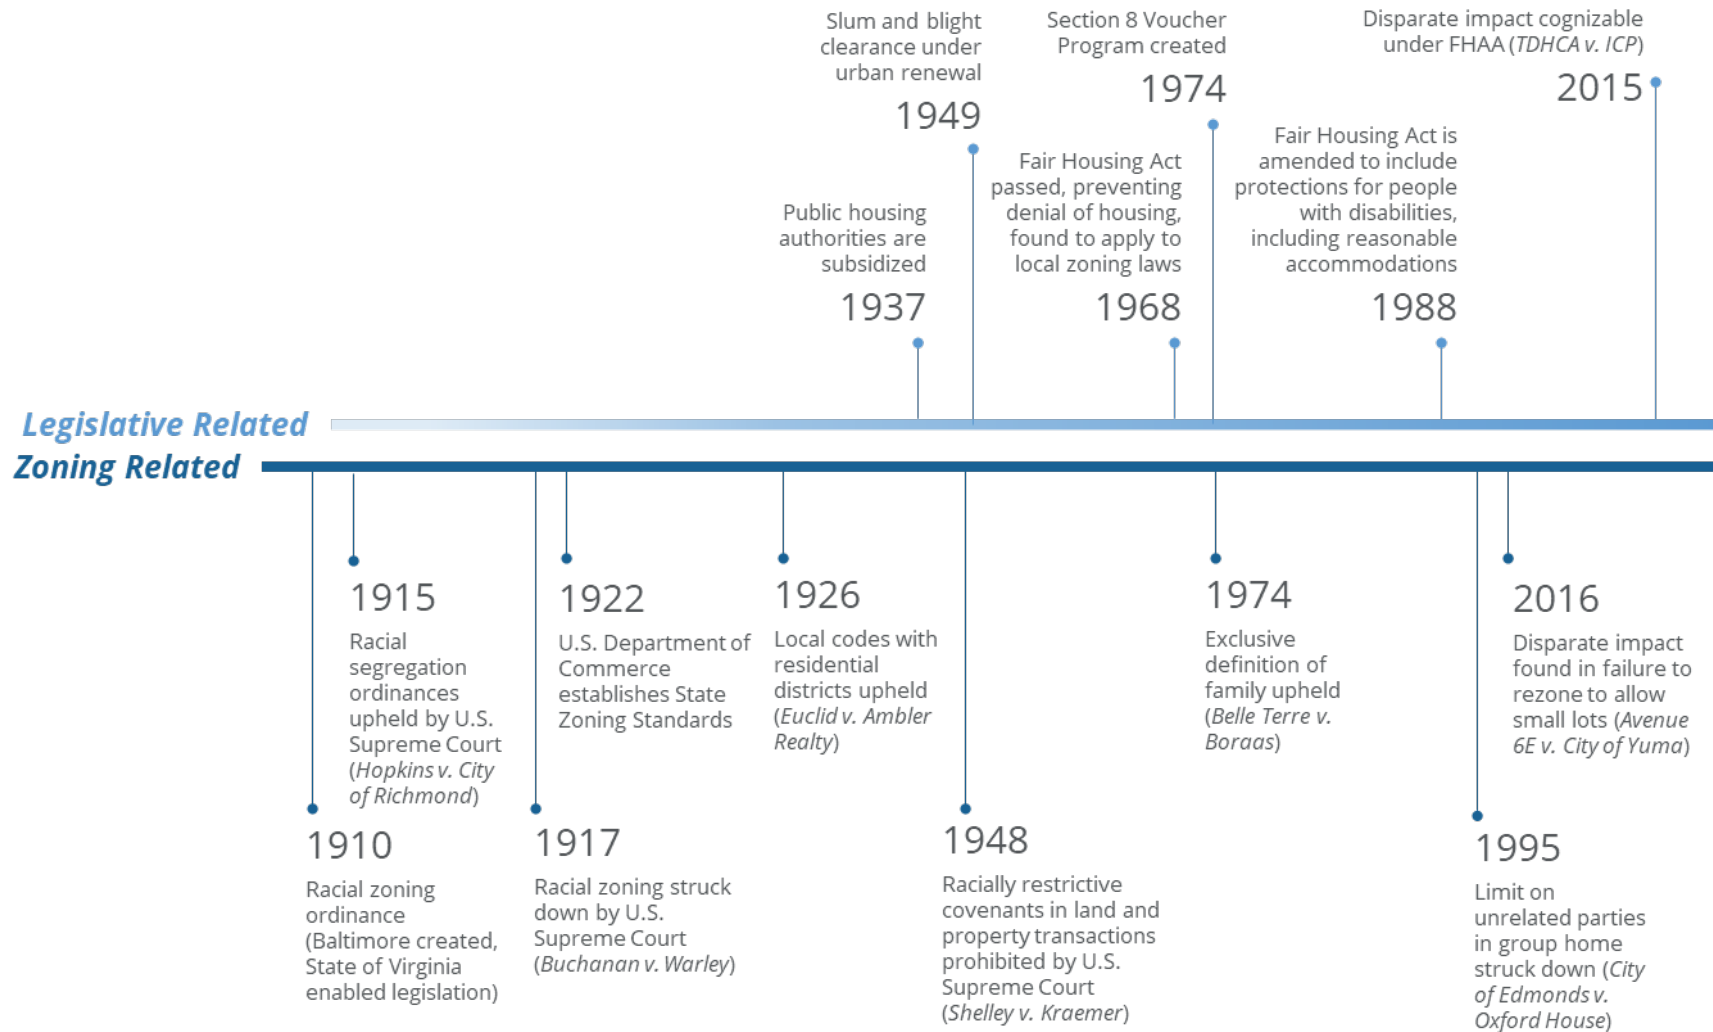 Slum and blight
clearance under
urban renewal
1949
Section 8 Voucher
Program created
1974
Disparate impact cognizable
under FHAA (TDHCA v. ICP)
2015
Public housing
authorities are
subsidized
1937
Fair Housing Act
passed, preventing
denial of housing,
found to apply to
local zoning laws
1968
Fair Housing Act is
amended to include
protections for people
with disabilities,
including reasonable
accommodations
1988
Legislative Related
Zoning Related
1915
Racial
segregation
ordinances
upheld by U.S.
Supreme Court
(Hopkins v. City
of Richmond)
1922
U.S. Department of
Commerce
establishes State
Zoning Standards
1926
Local codes with
residential
districts upheld
(Euclid v. Ambler
Realty)
1974
Exclusive
definition of
family upheld
(Belle Terre v.
Boraas)
2016
Disparate impact
found in failure to
rezone to allow
small lots (Avenue
6E v. City of Yuma)
1910
Racial zoning
ordinance
(Baltimore created,
State of Virginia
enabled legislation)
1917
Racial zoning struck
down by U.S.
Supreme Court
(Buchanan v. Warley)
1948
Racially restrictive
covenants in land and
property transactions
prohibited by U.S.
Supreme Court
(Shelley v. Kraemer)
1995
Limit on
unrelated parties
in group home
struck down (City
of Edmonds v.
Oxford House)